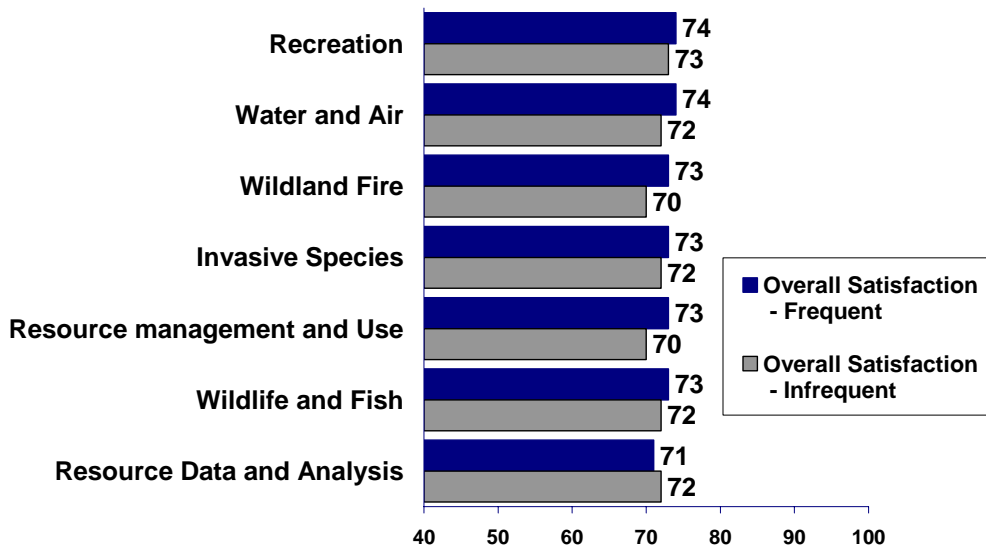 Recreation
74
73
Water and Air
74
72
Wildland Fire
73
70
Invasive Species
73
72
Resource management and Use
73
70
Wildlife and Fish
73
72
Resource Data and Analysis
71
72
Overall Satisfaction
- Frequent
Overall Satisfaction
- Infrequent
40 50 60 70 80 90 100